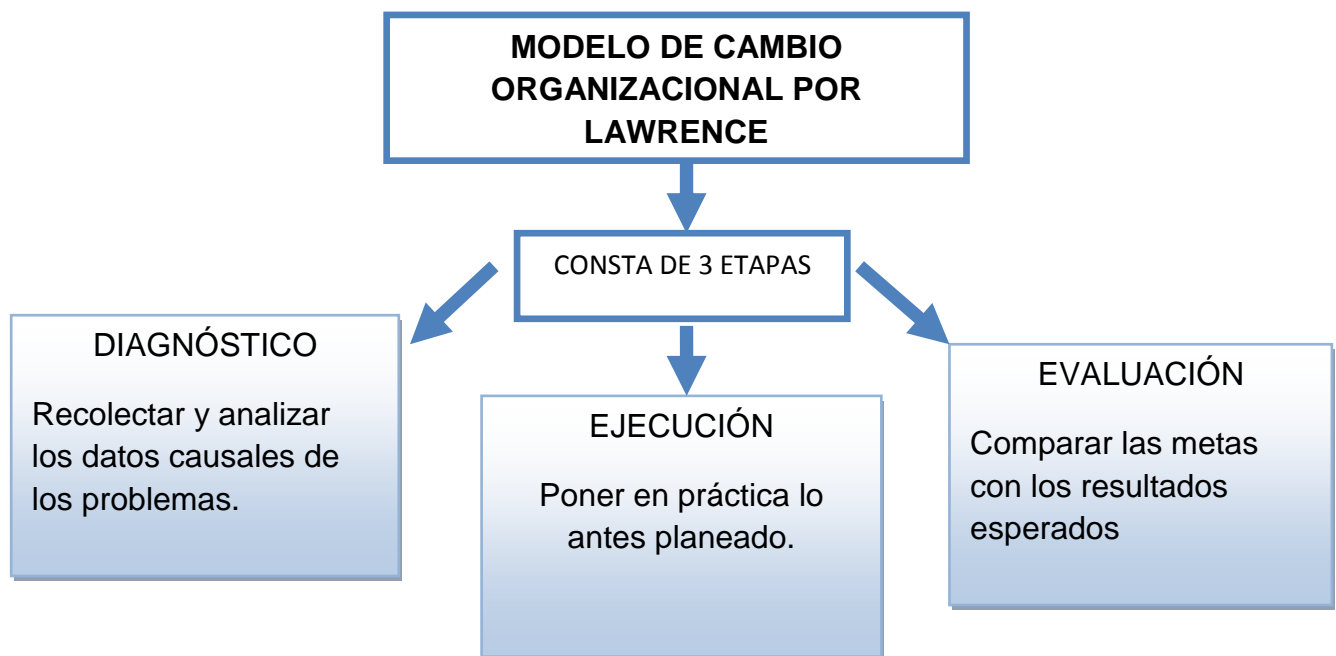 MODELO DE CAMBIO
ORGANIZACIONAL POR
LAWRENCE
CONSTA DE 3 ETAPAS
DIAGNÓSTICO
Recolectar y analizar
los datos causales de
los problemas.
EJECUCIÓN
Poner en práctica lo
antes planeado.
EVALUACIÓN
Comparar las metas
con los resultados
esperados